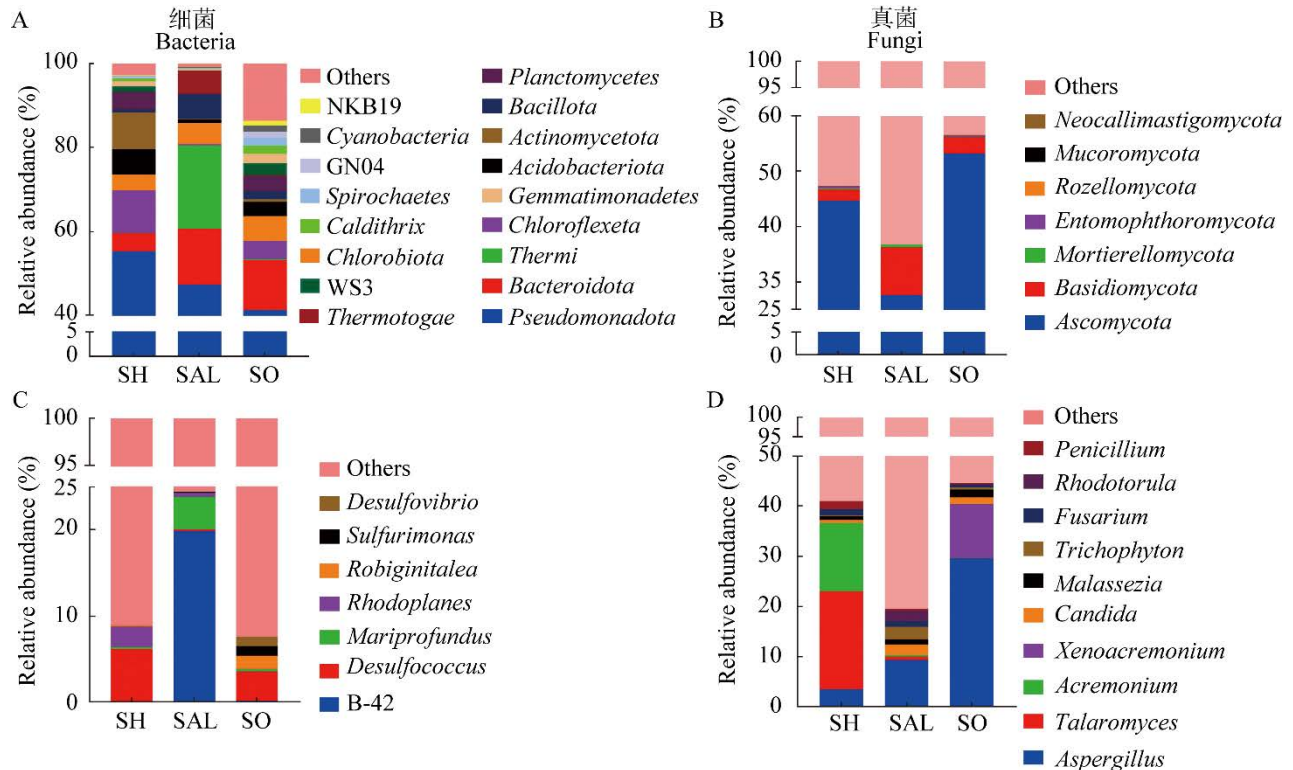 A
细菌
Bacteria
Relative abundance (%)
100
80
60
40
5
0
SH
SAL
SO
Others
NKB19
Cyanobacteria
GN04
Spirochaetes
Caldithrix
Chlorobiota
WS3
Thermotogae
Planctomycetes
Bacillota
Actinomycetota
Acidobacteriota
Gemmatimonadetes
Chloroflexeta
Thermi
Bacteroidota
Pseudomonadota
B
真菌
Fungi
Relative abundance (%)
100
95
60
50
40
35
25
5
0
SH
SAL
SO
Others
Neocallimastigomycota
Mucoromycota
Rozellomycota
Entomophthoromycota
Mortierellomycota
Basidiomycota
Ascomycota
C
Relative abundance (%)
100
95
25
20
10
0
SH
SAL
SO
Others
Desulfovibrio
Sulfurimonas
Robiginitalea
Rhodoplanes
Mariprofundus
Desulfococcus
B-42
D
Relative abundance (%)
100
95
50
40
30
20
10
0
SH
SAL
SO
Others
Penicillium
Rhodotorula
Fusarium
Trichophyton
Malassezia
Candida
Xenoacremonium
Acremonium
Talaromyces
Aspergillus